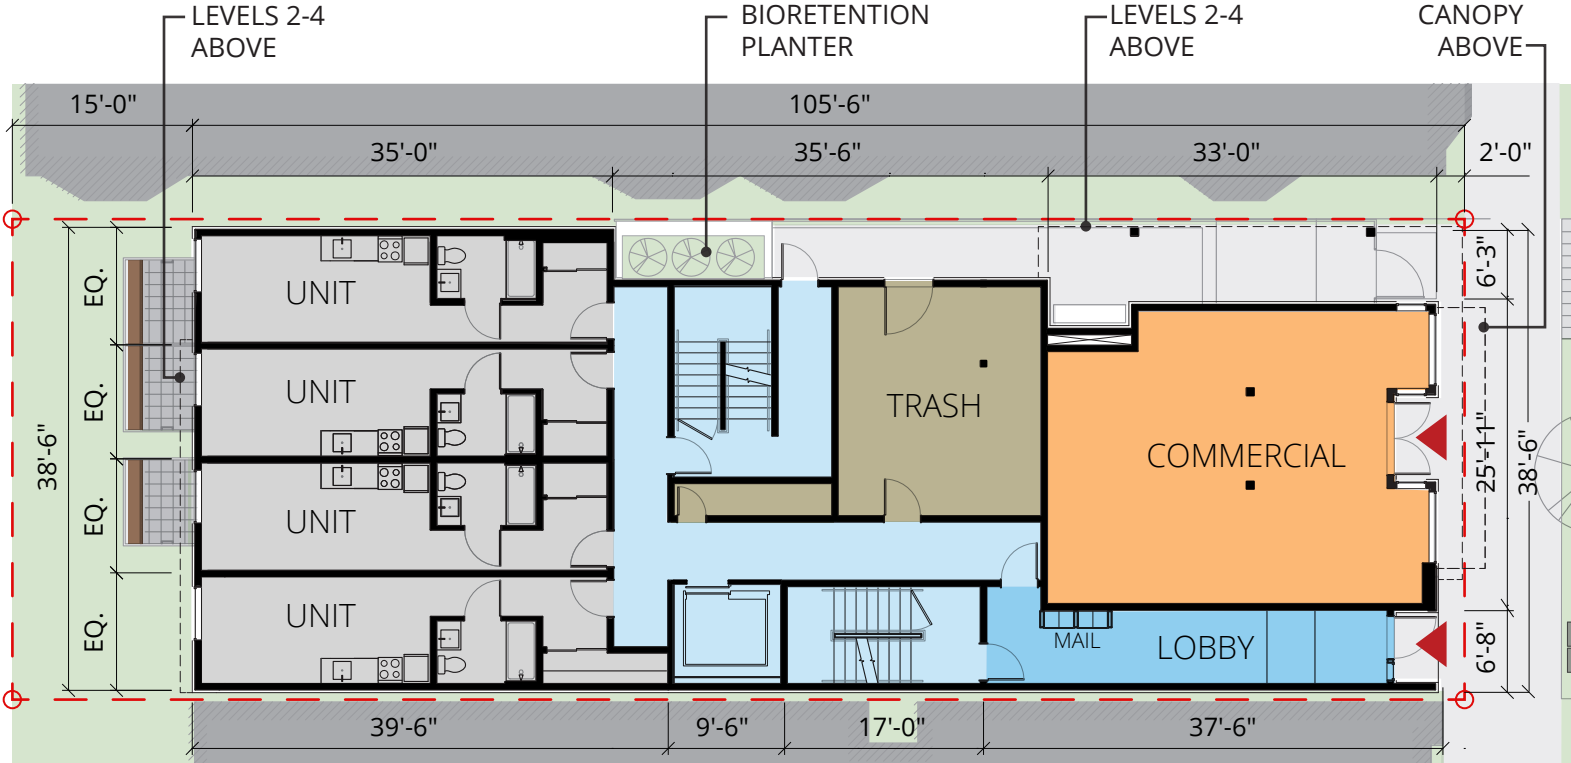 LEVELS 2-4
ABOVE
BIORETENTION
PLANTER
LEVELS 2-4
ABOVE
CANOPY
ABOVE
15'-0"
105'-6"
35'-0"
35'-6"
33'-0"
2'-0"
EQ.
EQ.
EQ.
EQ.
38'-6"
UNIT
UNIT
UNIT
UNIT
TRASH
COMMERCIAL
MAIL
LOBBY
6'-3"
25'-11"
38'-6"
6'-8"
39'-6"
9'-6"
17'-0"
37'-6"